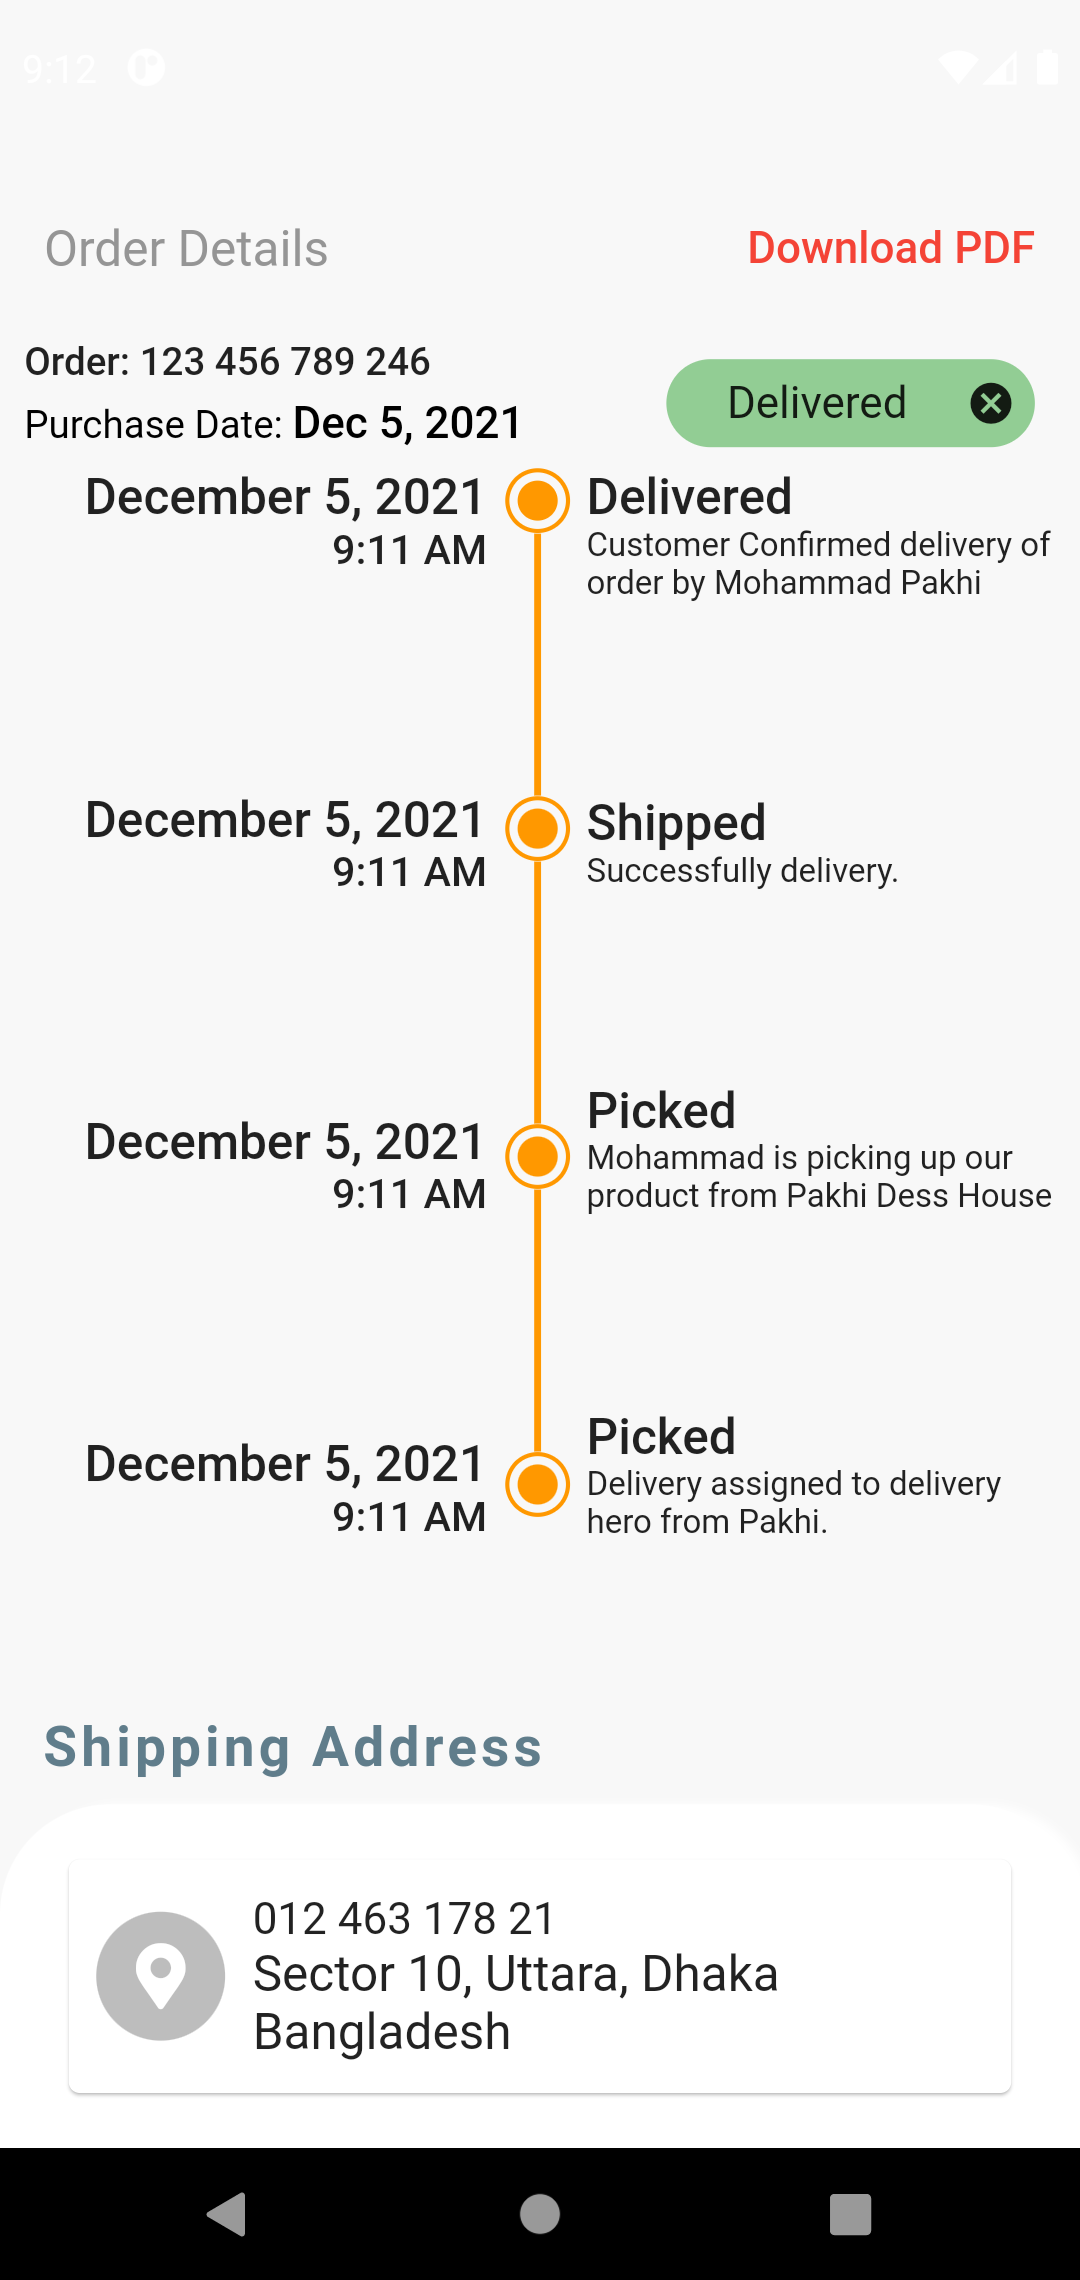 9:12
Order Details
Download PDF
Order: 123 456 789 246
Purchase Date: Dec 5, 2021
Delivered
December 5, 2021
9:11 AM
Delivered
Customer Confirmed delivery of
order by Mohammad Pakhi
December 5, 2021
9:11 AM
Shipped
Successfully delivery.
December 5, 2021
9:11 AM
Picked
Mohammad is picking up our
product from Pakhi Dess House
December 5, 2021
9:11 AM
Picked
Delivery assigned to delivery
hero from Pakhi.
Shipping Address
012 463 178 21
Sector 10, Uttara, Dhaka
Bangladesh